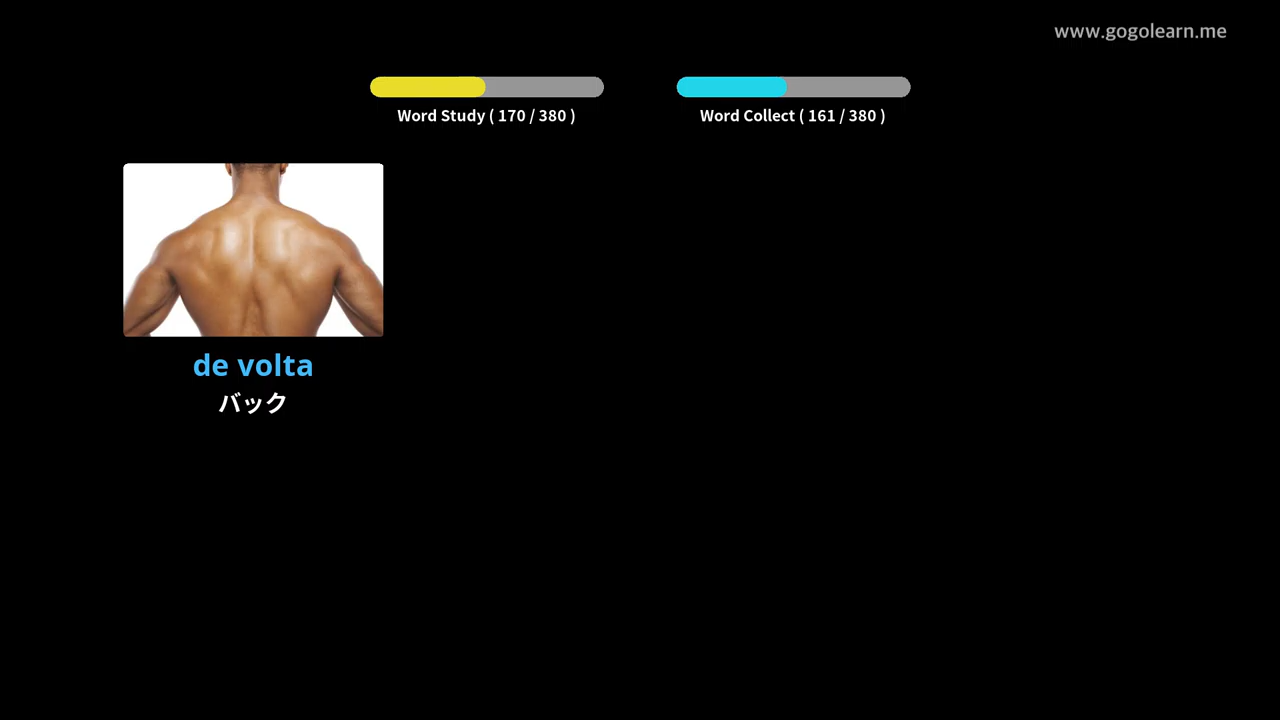 www.gogolearn.me
Word Study ( 170 / 380 )
Word Collect ( 161 / 380 )
de volta
バック